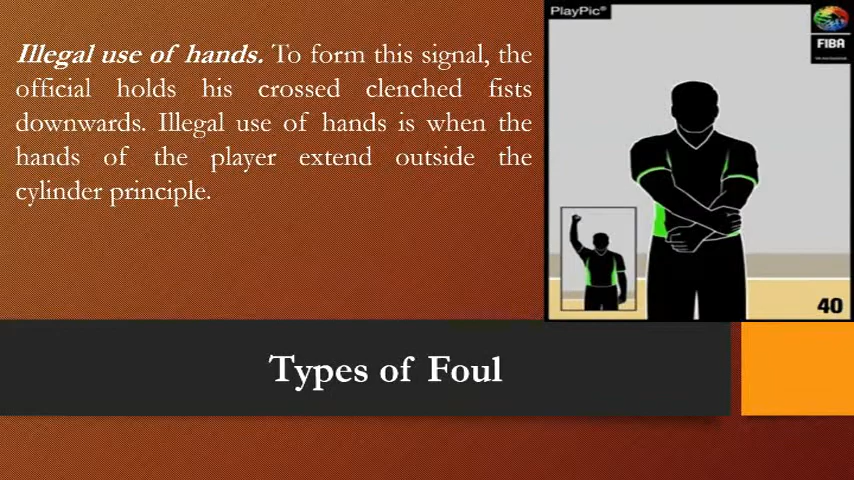 Illegal use of hands. To form this signal, the
official holds his crossed clenched fists
downwards. Illegal use of hands is when the
hands of the player extend outside the
cylinder principle.
PlayPic®
FIBA
40
Types of Foul